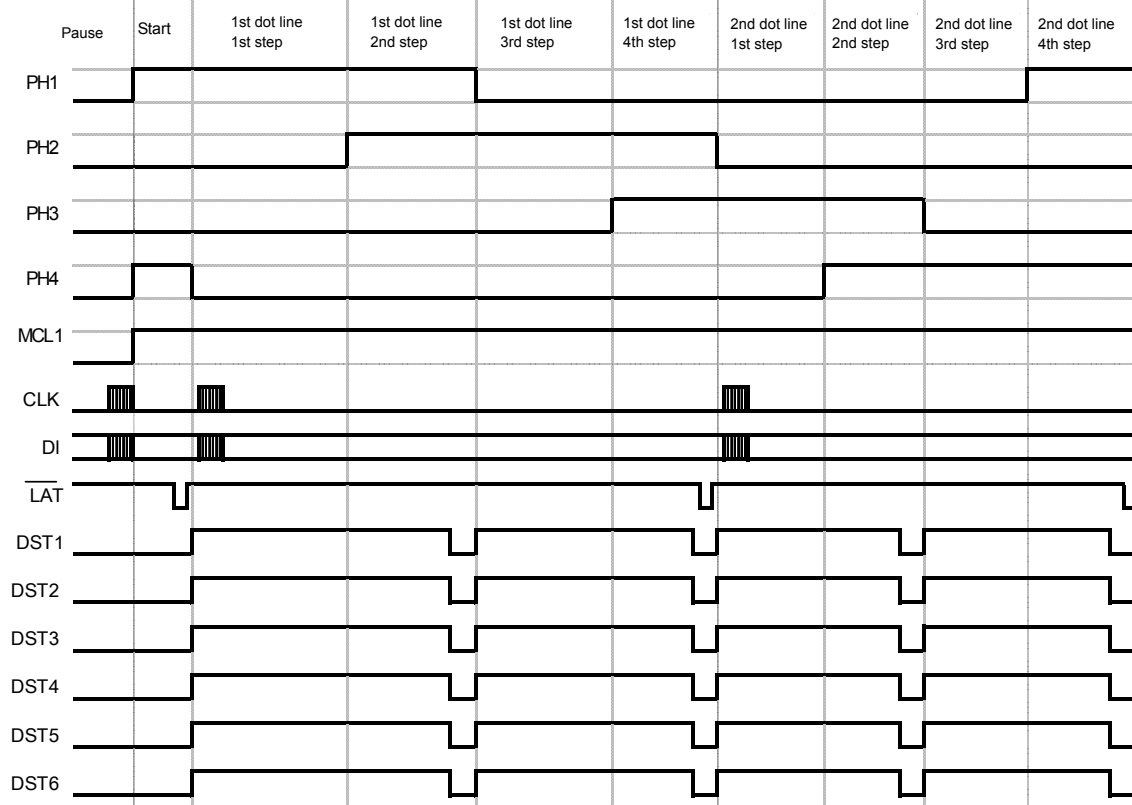 Pause
Start
1st dot line
1st step
1st dot line
2nd step
1st dot line
3rd step
1st dot line
4th step
2nd dot line
1st step
2nd dot line
2nd step
2nd dot line
3rd step
2nd dot line
4th step
PH1
PH2
PH3
PH4
MCL1
CLK
DI
LAT
DST1
DST2
DST3
DST4
DST5
DST6